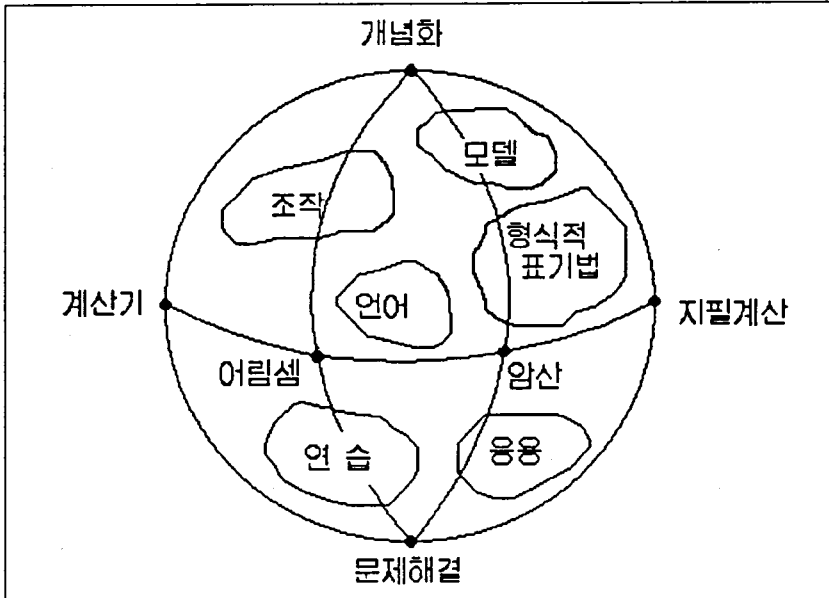 개념화
모델
조작
형식적
표기법
계산기
언어
지필계산
어림셈
암산
연 습
응용
문제해결